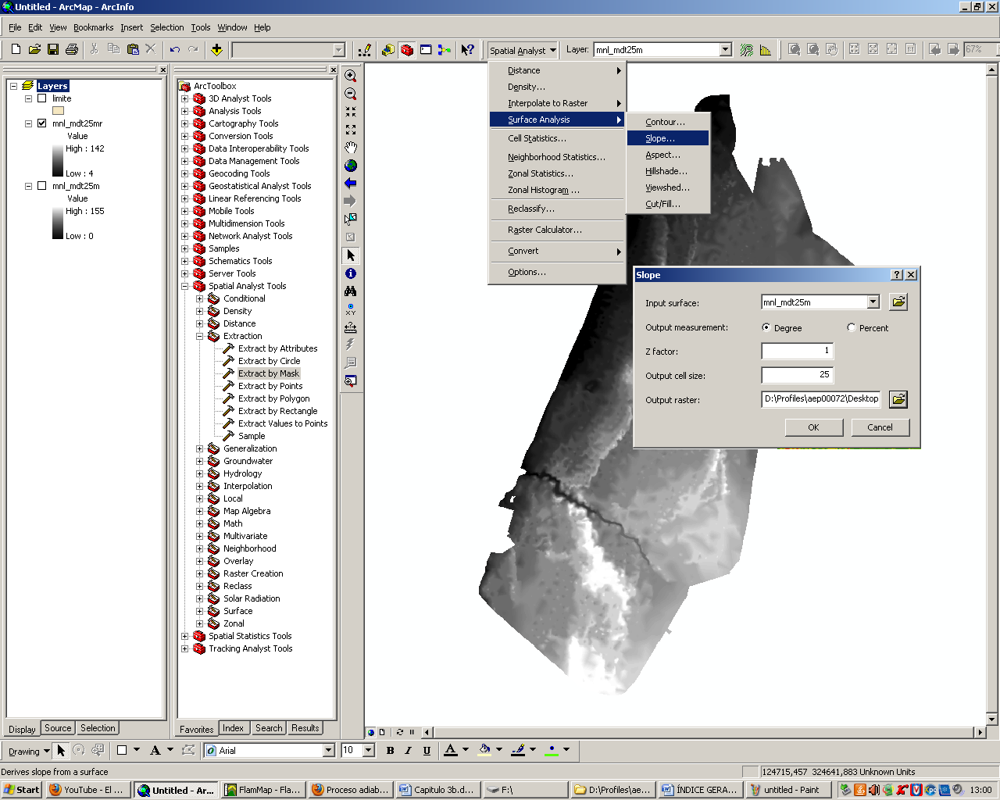 Untitled - ArcMap - ArcInfo
File Edit View Bookmarks Insert Selection Tools Window Help
Spatial Analyst Layer: mnl_mdt25m 67%
Layers
limite
mnl_mdt25mr
Value
High : 142
Low : 4
mnl_mdt25m
Value
High : 155
Low : 0
Display Source Selection
ArcToolbox
3D Analyst Tools
Analysis Tools
Cartography Tools
Conversion Tools
Data Interoperability Tools
Data Management Tools
Geocoding Tools
Geostatistical Analyst Tools
Linear Referencing Tools
Mobile Tools
Multidimension Tools
Network Analyst Tools
Samples
Schematics Tools
Server Tools
Spatial Analyst Tools
Conditional
Density
Distance
Extraction
Extract by Attributes
Extract by Circle
Extract by Mask
Extract by Points
Extract by Polygon
Extract by Rectangle
Extract Values to Points
Sample
Generalization
Groundwater
Hydrology
Interpolation
Local
Map Algebra
Math
Multivariate
Neighborhood
Overlay
Raster Creation
Reclass
Solar Radiation
Surface
Zonal
Spatial Statistics Tools
Tracking Analyst Tools
Favorites Index Search Results
Distance
Density...
Interpolate to Raster
Surface Analysis
Cell Statistics...
Neighborhood Statistics...
Zonal Statistics...
Zonal Histogram ...
Reclassify...
Raster Calculator...
Convert
Options...
Contour...
Slope...
Aspect...
Hillshade...
Viewshed...
Cut/Fill...
Slope
Input surface: mnl_mdt25m
Output measurement: Degree Percent
Z factor: 1
Output cell size: 25
Output raster: D:\Profiles\aep00072\Desktop
OK Cancel
Drawing A Arial 10 B I U A
Derives slope from a surface 124715,457 324641,883 Unknown Units
Start YouTube - El ... Untitled - Ar... FlamMap - Fla... Proceso adiab... Capitulo 3b.d... F:\ D:\Profiles\ae... ÍNDICE GERA... untitled - Paint 13:00